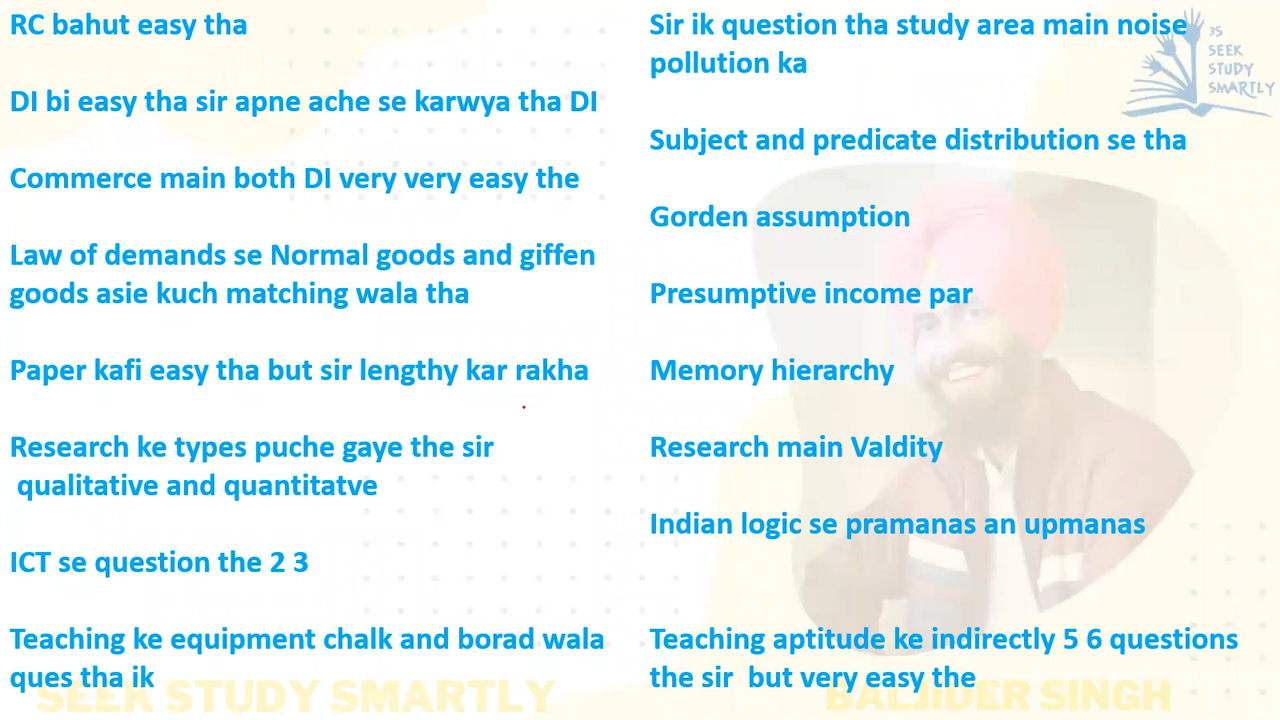 RC bahut easy tha
DI bi easy tha sir apne ache se karwya tha DI
Commerce main both DI very very easy the
Law of demands se Normal goods and giffen
goods asie kuch matching wala tha
Paper kafi easy tha but sir lengthy kar rakha
Research ke types puche gaye the sir
qualitative and quantitatve
ICT se question the 2 3
Teaching ke equipment chalk and borad wala
ques tha ik
Sir ik question tha study area main noise
pollution ka
Subject and predicate distribution se tha
Gorden assumption
Presumptive income par
Memory hierarchy
Research main Valdity
Indian logic se pramanas an upmanas
Teaching aptitude ke indirectly 5 6 questions
the sir but very easy the
3S
SEEK
STUDY
SMARTLY
SEEK STUDY SMARTLY
BALJIDER SINGH